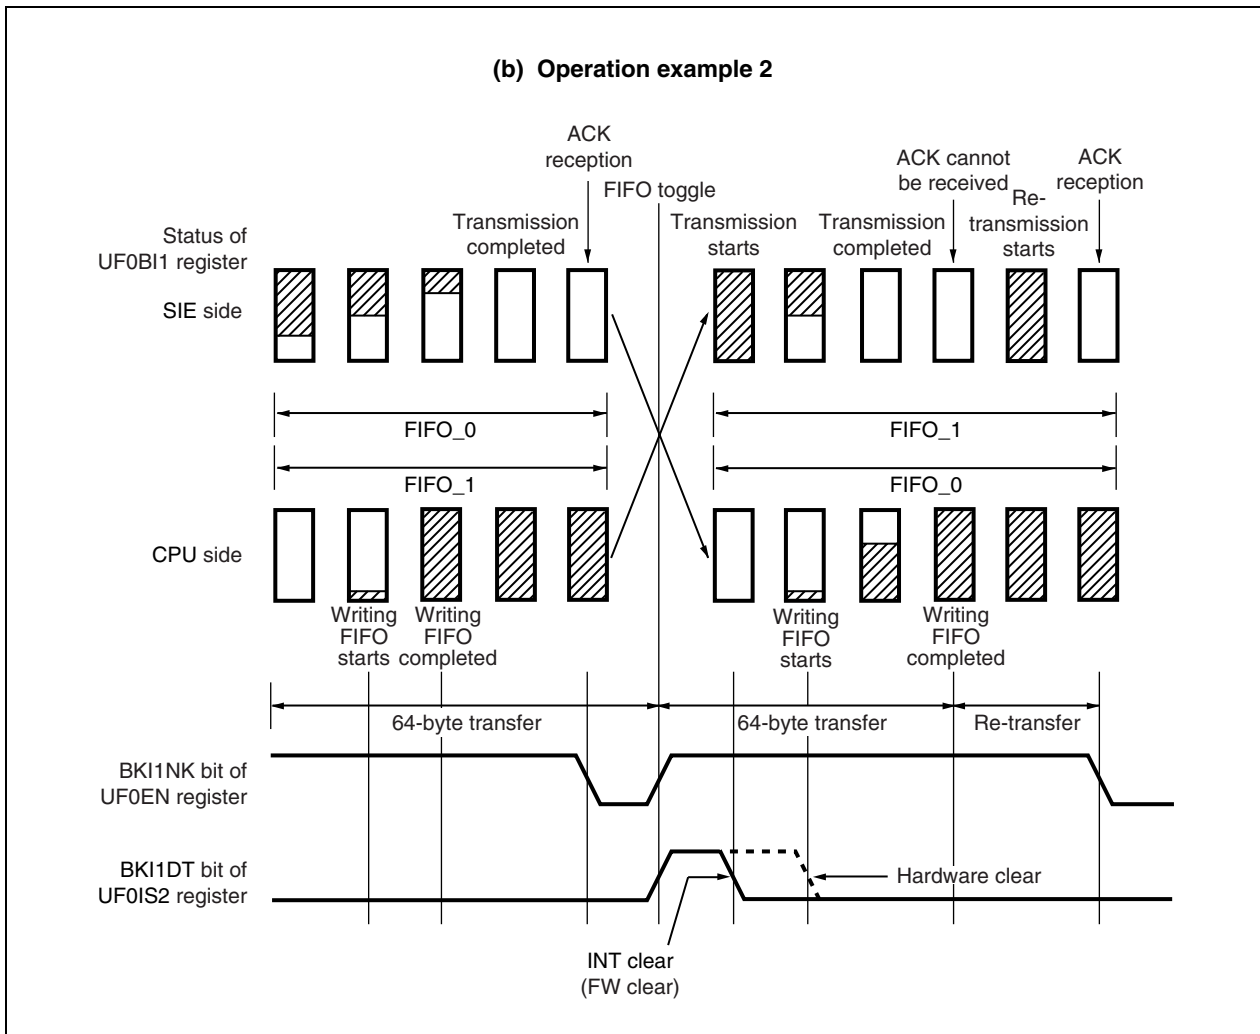 (b) Operation example 2
ACK
reception
FIFO toggle
ACK cannot
be received
ACK
reception
Re-
transmission
starts
Transmission
completed
Transmission
starts
Transmission
completed
Status of
UF0BI1 register
SIE side
FIFO_0
FIFO_1
FIFO_1
FIFO_0
CPU side
Writing
FIFO
starts
Writing
FIFO
completed
Writing
FIFO
starts
Writing
FIFO
completed
64-byte transfer
64-byte transfer
Re-transfer
BKI1NK bit of
UF0EN register
BKI1DT bit of
UF0IS2 register
Hardware clear
INT clear
(FW clear)